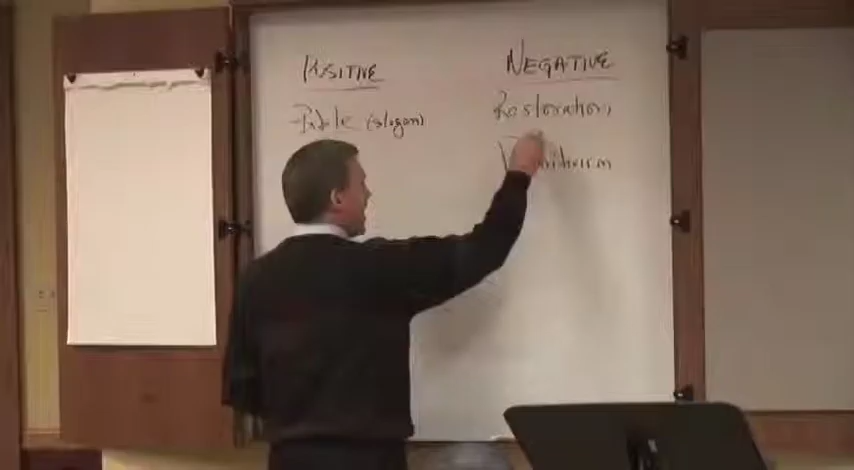 POSITIVE
- Bible (slogan)
NEGATIVE
Restoration,